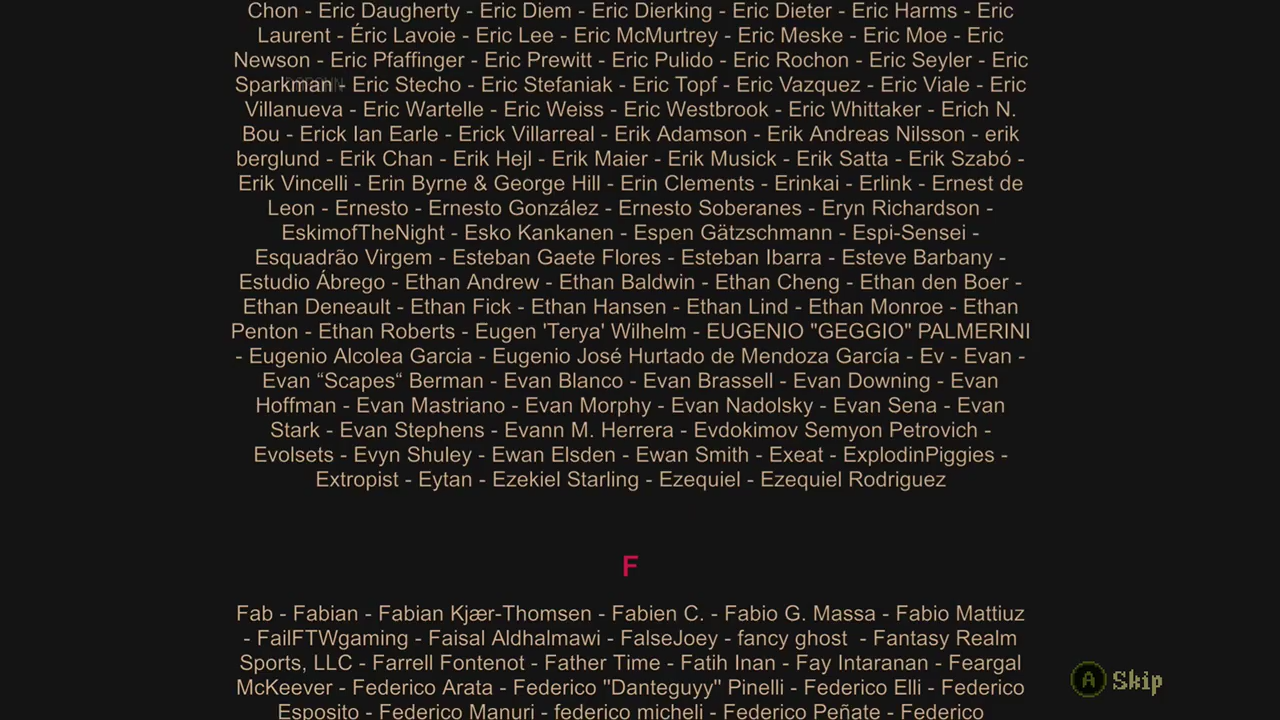 Chon - Eric Daugherty - Eric Diem - Eric Dierking - Eric Dieter - Eric Harms - Eric
Laurent - Éric Lavoie - Eric Lee - Eric McMurtrey - Eric Meske - Eric Moe - Eric
Newson - Eric Pfaffinger - Eric Prewitt - Eric Pulido - Eric Rochon - Eric Seyler - Eric
Sparkman - Eric Stecho - Eric Stefaniak - Eric Topf - Eric Vazquez - Eric Viale - Eric
Villanueva - Eric Wartelle - Eric Weiss - Eric Westbrook - Eric Whittaker - Erich N.
Bou - Erick Ian Earle - Erick Villarreal - Erik Adamson - Erik Andreas Nilsson - erik
berglund - Erik Chan - Erik Hejl - Erik Maier - Erik Musick - Erik Satta - Erik Szabó -
Erik Vincelli - Erin Byrne & George Hill - Erin Clements - Erinkai - Erlink - Ernest de
Leon - Ernesto - Ernesto González - Ernesto Soberanes - Eryn Richardson -
EskimofTheNight - Esko Kankanen - Espen Gätzschmann - Espi-Sensei -
Esquadrão Virgem - Esteban Gaete Flores - Esteban Ibarra - Esteve Barbany -
Estudio Ábrego - Ethan Andrew - Ethan Baldwin - Ethan Cheng - Ethan den Boer -
Ethan Deneault - Ethan Fick - Ethan Hansen - Ethan Lind - Ethan Monroe - Ethan
Penton - Ethan Roberts - Eugen 'Terya' Wilhelm - EUGENIO "GEGGIO" PALMERINI
- Eugenio Alcolea Garcia - Eugenio José Hurtado de Mendoza García - Ev - Evan -
Evan “Scapes“ Berman - Evan Blanco - Evan Brassell - Evan Downing - Evan
Hoffman - Evan Mastriano - Evan Morphy - Evan Nadolsky - Evan Sena - Evan
Stark - Evan Stephens - Evann M. Herrera - Evdokimov Semyon Petrovich -
Evolsets - Evyn Shuley - Ewan Elsden - Ewan Smith - Exeat - ExplodinPiggies -
Extropist - Eytan - Ezekiel Starling - Ezequiel - Ezequiel Rodriguez
F
Fab - Fabian - Fabian Kjær-Thomsen - Fabien C. - Fabio G. Massa - Fabio Mattiuz
- FailFTWgaming - Faisal Aldhalmawi - FalseJoey - fancy ghost - Fantasy Realm
Sports, LLC - Farrell Fontenot - Father Time - Fatih Inan - Fay Intaranan - Feargal
McKeever - Federico Arata - Federico "Danteguyy" Pinelli - Federico Elli - Federico
Esposito - Federico Manuri - federico micheli - Federico Peñate - Federico
A Skip